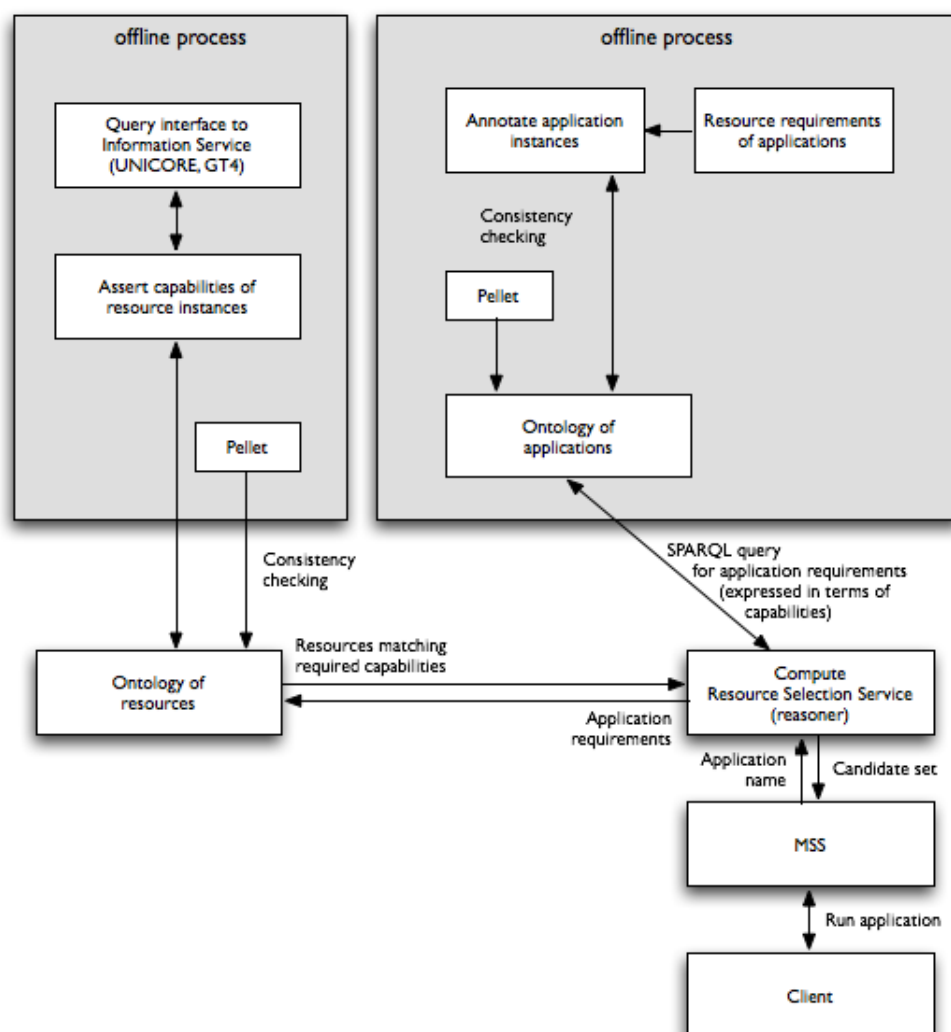 offline process
Query interface to
Information Service
(UNICORE, GT4)
Assert capabilities of
resource instances
Pellet
Consistency
checking
Ontology of
resources
offline process
Annotate application
instances
Resource requirements
of applications
Consistency
checking
Pellet
Ontology of
applications
SPARQL query
for application requirements
(expressed in terms of
capabilities)
Resources matching
required capabilities
Application
requirements
Compute
Resource Selection Service
(reasoner)
Application
name
Candidate set
MSS
Run application
Client